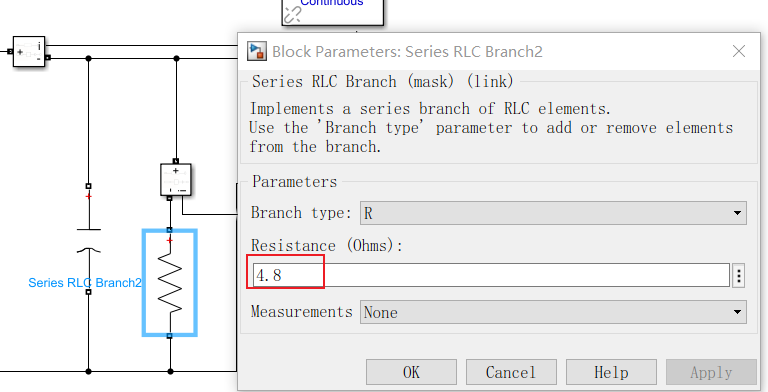 Continuous
i
+
-
Block Parameters: Series RLC Branch2
Series RLC Branch (mask) (link)
Implements a series branch of RLC elements.
Use the 'Branch type' parameter to add or remove elements
from the branch.
Parameters
+
-
i
Branch type: R
Resistance (Ohms):
+
+
4.8
Series RLC Branch2
Measurements None
OK Cancel Help Apply